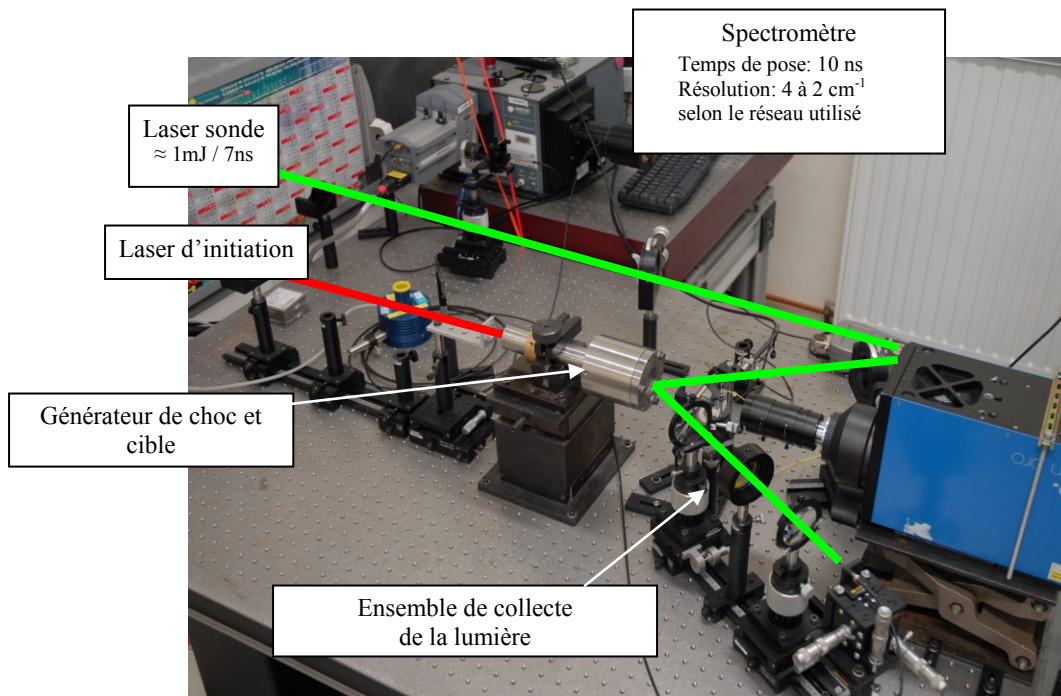 Spectromètre
Temps de pose: 10 ns
Résolution: 4 à 2 cm⁻¹
selon le réseau utilisé
Laser sonde
≈ 1mJ / 7ns
Laser d’initiation
Générateur de choc et
cible
Ensemble de collecte
de la lumière